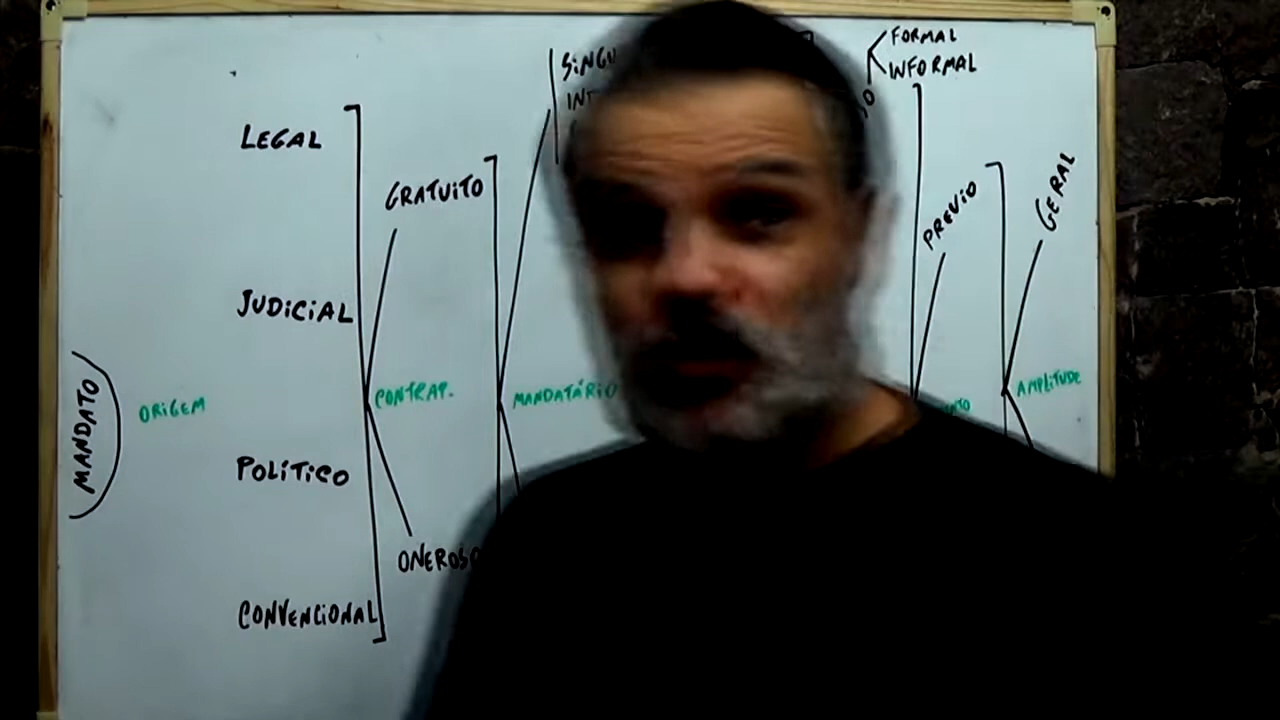 MANDATO
ORIGEM
LEGAL
JUDICIAL
POLÍTICO
CONVENCIONAL
CONTRAP.
GRATUITO
ONEROSO
MANDATÁRIO
FORMAL
INFORMAL
PREVIO
AMPLITUDE
GERAL